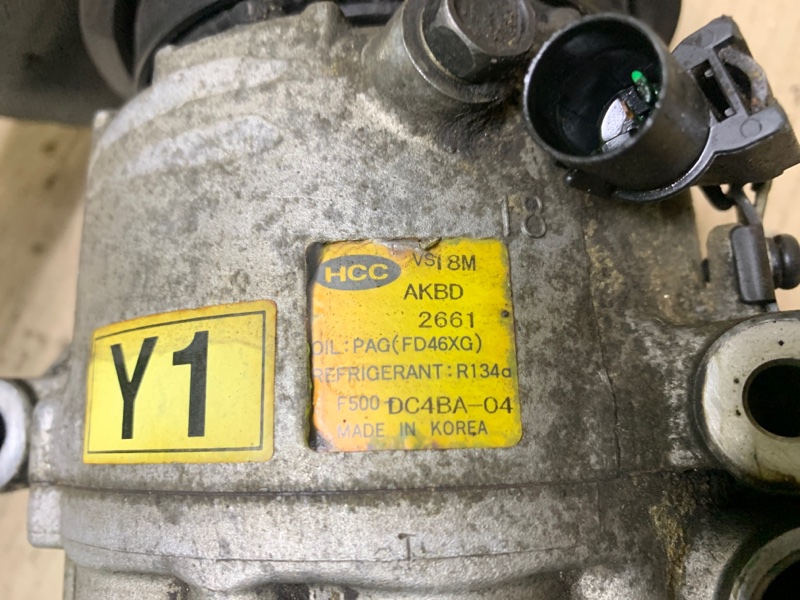 18
HCC VS18M
AKBD
2661
OIL:PAG(FD46XG)
REFRIGERANT:R134a
F500-DC4BA-04
MADE IN KOREA
Y1